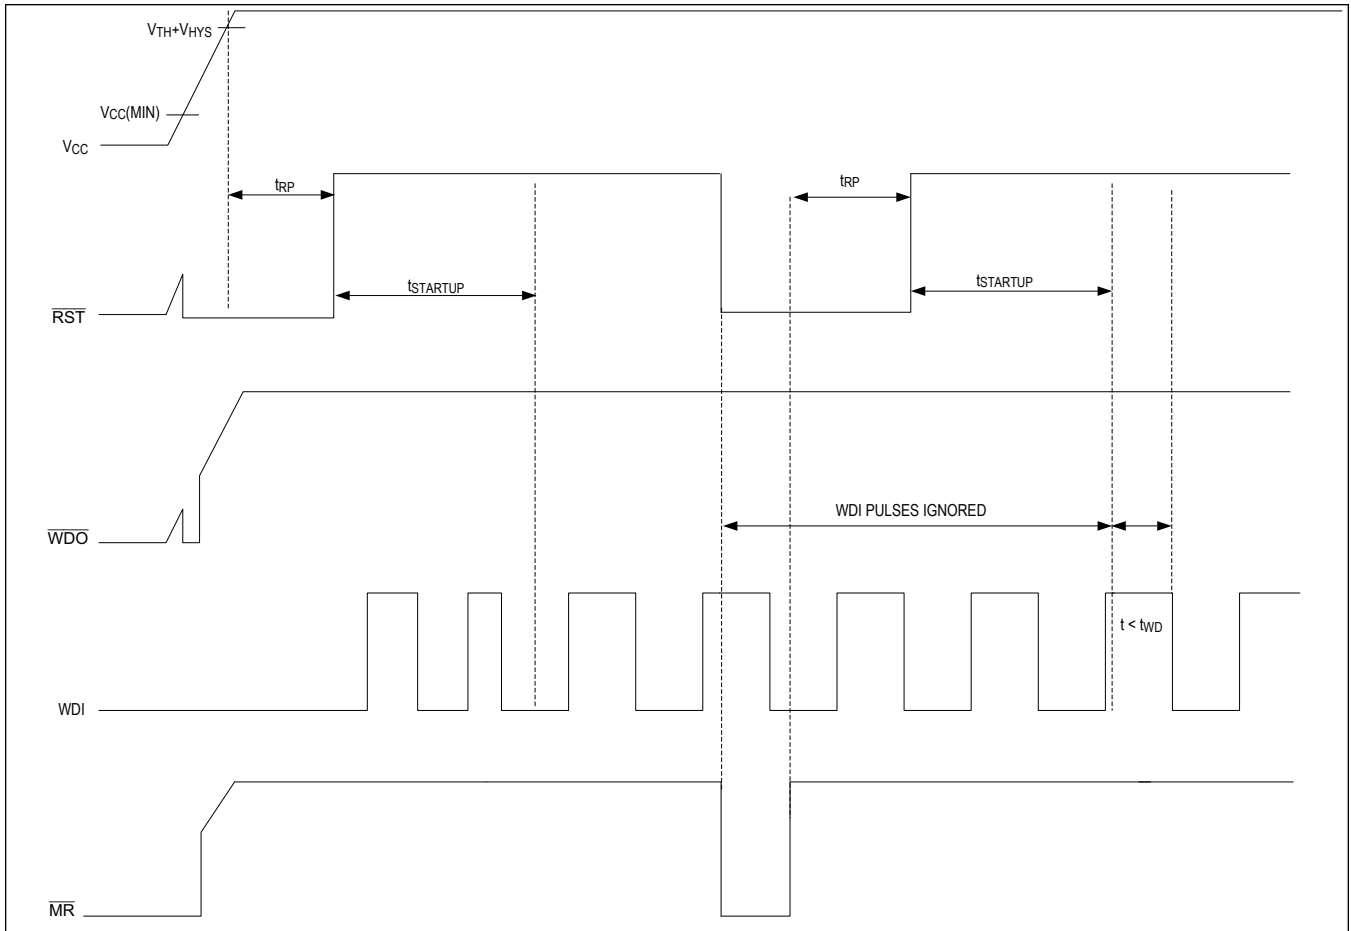 VTH+VHYS
VCC(MIN)
VCC
tRP
tRP
tSTARTUP
tSTARTUP
RST
WDI PULSES IGNORED
WDO
t < tWD
WDI
MR